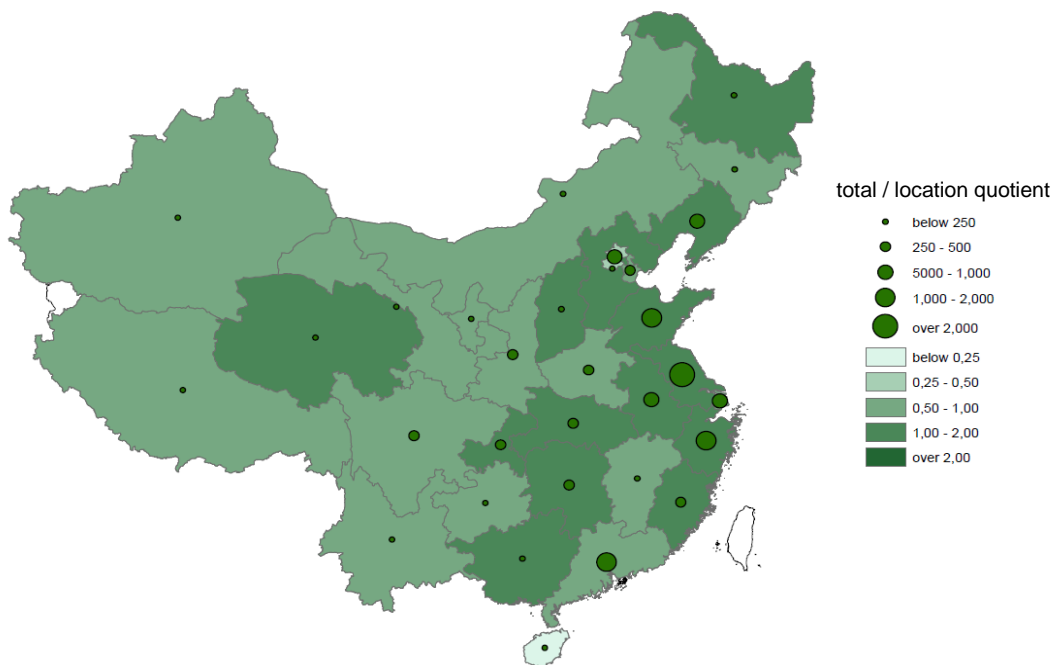 total / location quotient
below 250
250 - 500
5000 - 1,000
1,000 - 2,000
over 2,000
below 0,25
0,25 - 0,50
0,50 - 1,00
1,00 - 2,00
over 2,00